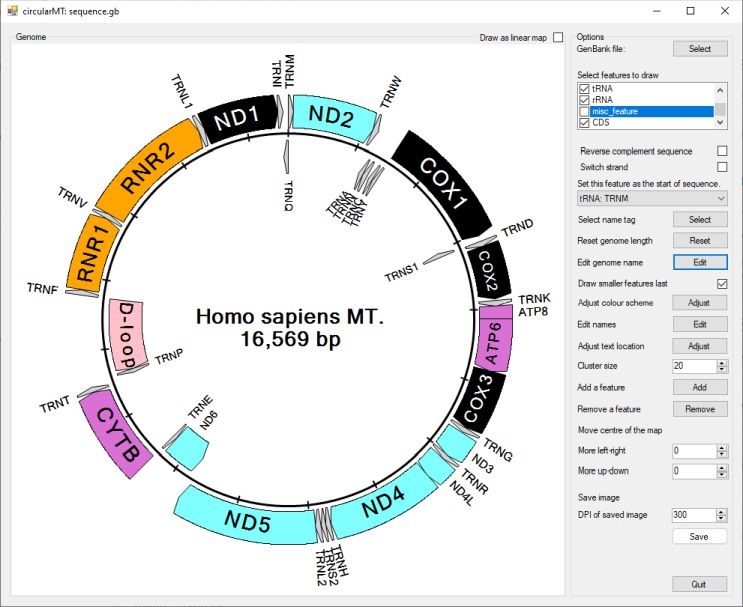 circularMT: sequence.gb
Genome
Draw as linear map
TRNL1
TRNI
TRNM
TRNW
ND1
ND2
RNR2
COX1
TRNQ
TRNA
TRNY
TRNV
TRND
RNR1
TRNS1
COX2
TRNF
TRNK
ATP8
D-loop
Homo sapiens MT.
16,569 bp
ATP6
TRNP
COX3
TRNT
TRNE
ND6
CYTB
TRNG
ND3
TRNR
ND4L
ND5
ND4
TRNL2
TRNS2
TRNH
Options
GenBank file:
Select
Select features to draw
tRNA
rRNA
misc_feature
CDS
Reverse complement sequence
Switch strand
Set this feature as the start of sequence.
tRNA: TRNM
Select name tag
Select
Reset genome length
Reset
Edit genome name
Edit
Draw smaller features last
Adjust colour scheme
Adjust
Edit names
Edit
Adjust text location
Adjust
Cluster size
20
Add a feature
Add
Remove a feature
Remove
Move centre of the map
More left-right
0
More up-down
0
Save image
DPI of saved image
300
Save
Quit